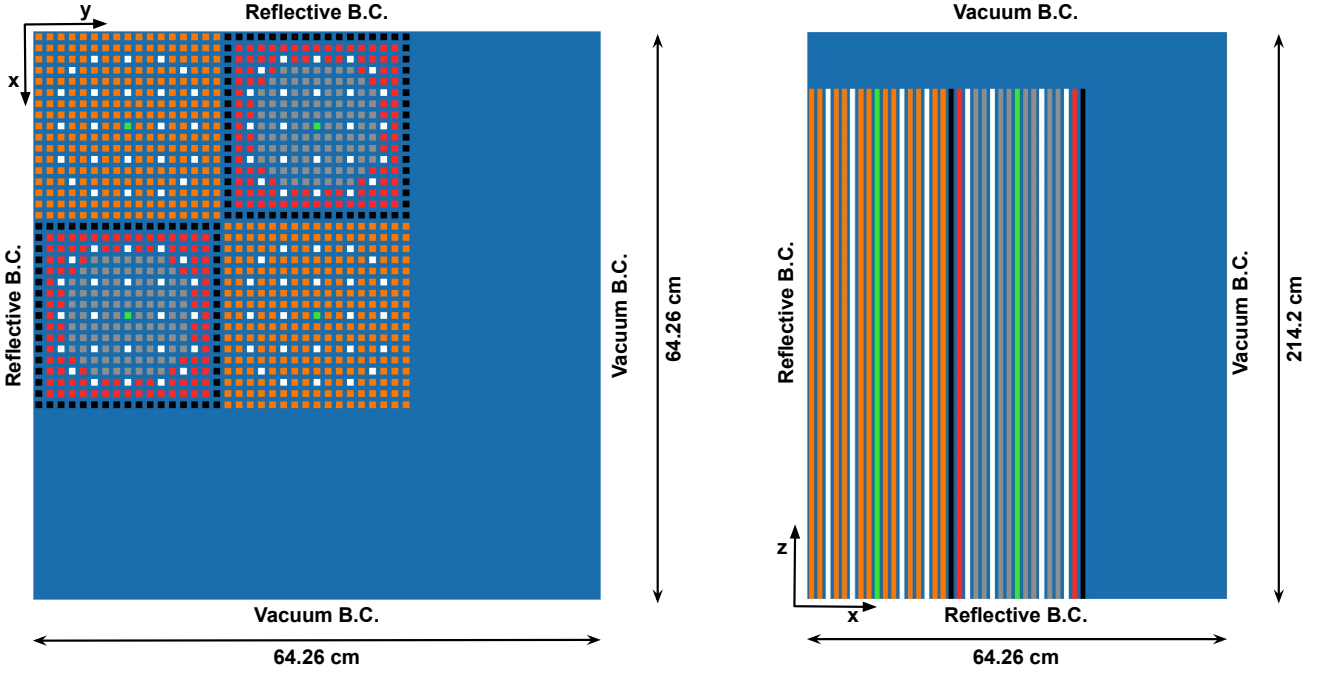 Reflective B.C.
y
x
Reflective B.C.
Vacuum B.C.
64.26 cm
Vacuum B.C.
64.26 cm
Vacuum B.C.
Reflective B.C.
Vacuum B.C.
214.2 cm
z
x
Reflective B.C.
64.26 cm